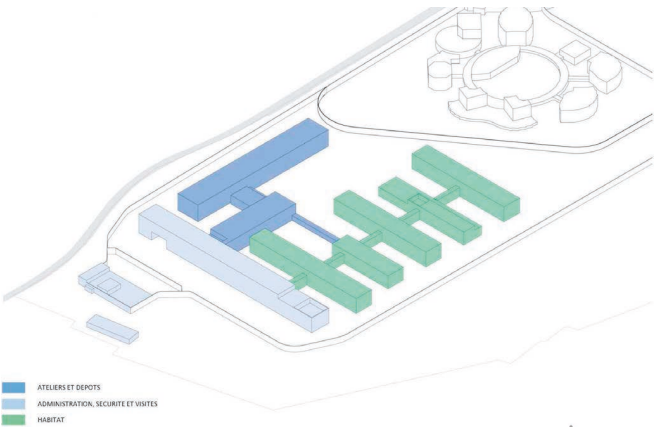 ATELIERS ET DEPOTS
ADMINISTRATION, SECURITE ET VISITES
HABITAT